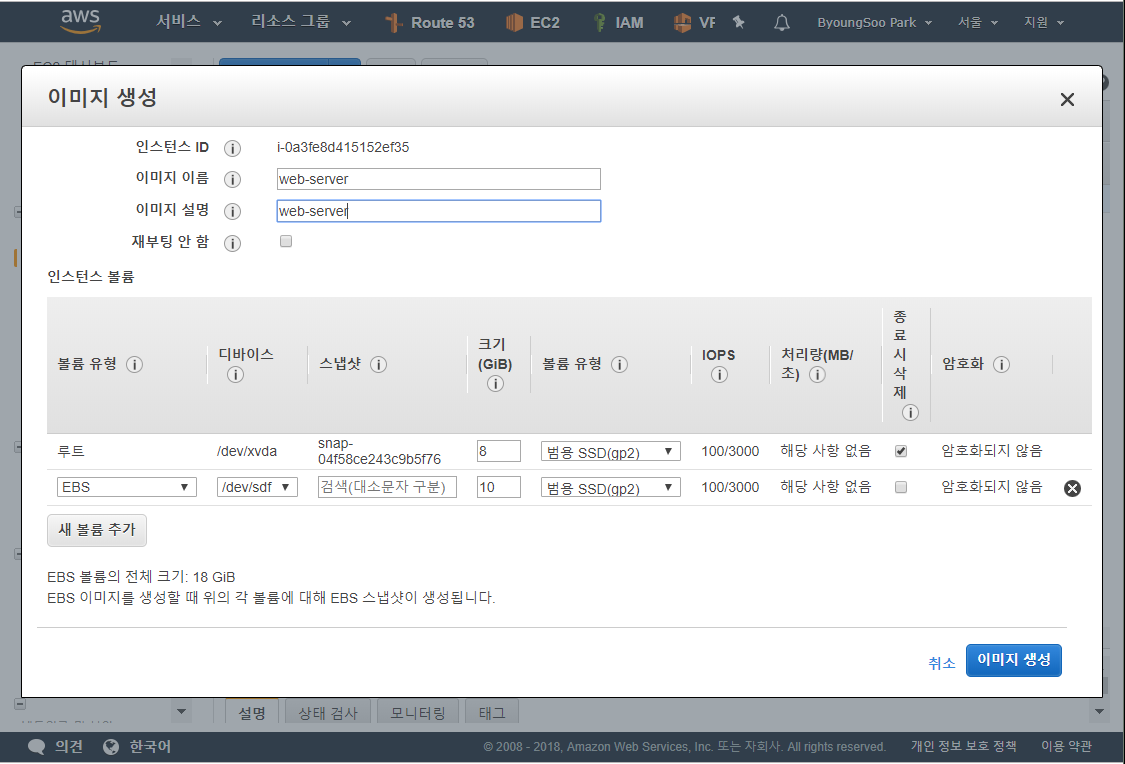 aws 서비스 리소스 그룹 Route 53 EC2 IAM VF ByoungSoo Park 서울 지원
이미지 생성
인스턴스 ID i-0a3fe8d415152ef35
이미지 이름 web-server
이미지 설명 web-server
재부팅 안 함
인스턴스 볼륨
볼륨 유형 디바이스 스냅샷 크기 (GiB) 볼륨 유형 IOPS 처리량(MB/초) 종료 시 삭제 암호화
루트 /dev/xvda snap-04f58ce243c9b5f76 8 범용 SSD(gp2) 100/3000 해당 사항 없음 암호화되지 않음
EBS /dev/sdf 검색(대소문자 구분) 10 범용 SSD(gp2) 100/3000 해당 사항 없음 암호화되지 않음
새 볼륨 추가
EBS 볼륨의 전체 크기: 18 GiB
EBS 이미지를 생성할 때 위의 각 볼륨에 대해 EBS 스냅샷이 생성됩니다.
취소 이미지 생성
설명 상태 검사 모니터링 태그
의견 한국어 © 2008 - 2018, Amazon Web Services, Inc. 또는 자회사. All rights reserved. 개인 정보 보호 정책 이용 약관